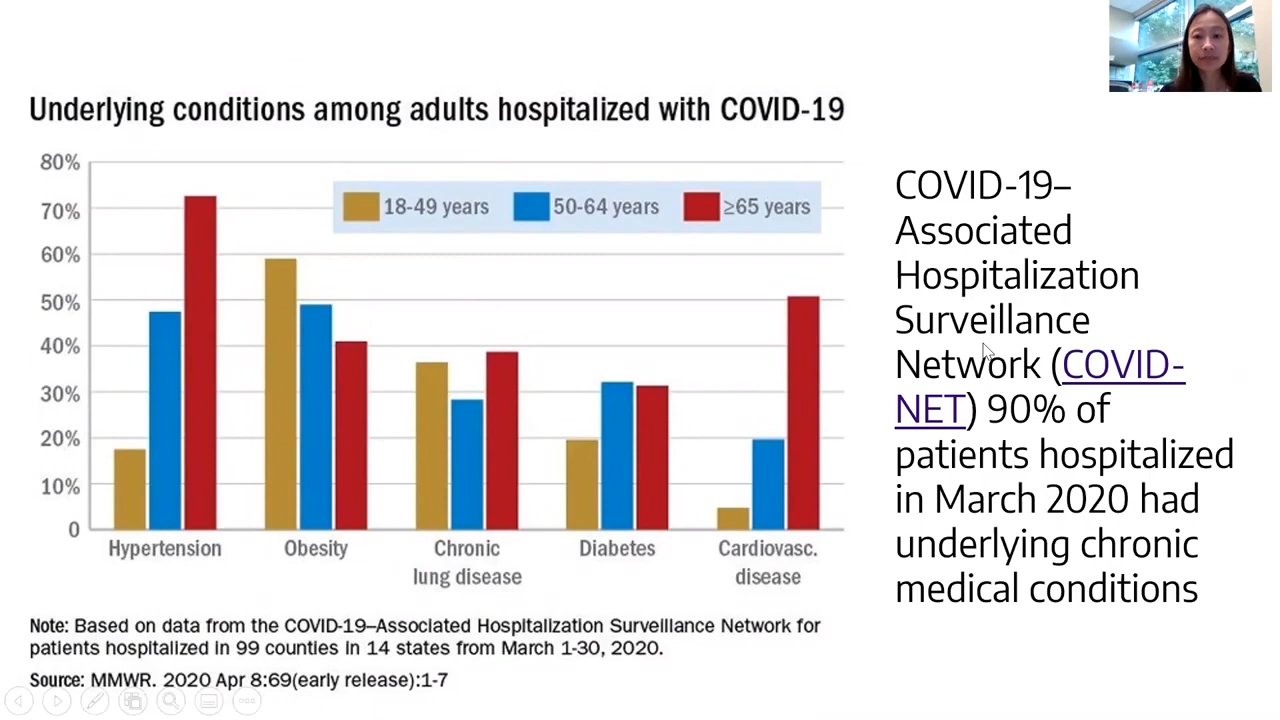 Underlying conditions among adults hospitalized with COVID-19
80%
70%
60%
50%
40%
30%
20%
10%
0
18-49 years
50-64 years
≥65 years
Hypertension
Obesity
Chronic
lung disease
Diabetes
Cardiovasc.
disease
Note: Based on data from the COVID-19–Associated Hospitalization Surveillance Network for
patients hospitalized in 99 counties in 14 states from March 1-30, 2020.
Source: MMWR. 2020 Apr 8:69(early release):1-7
COVID-19–
Associated
Hospitalization
Surveillance
Network (COVID-
NET) 90% of
patients hospitalized
in March 2020 had
underlying chronic
medical conditions